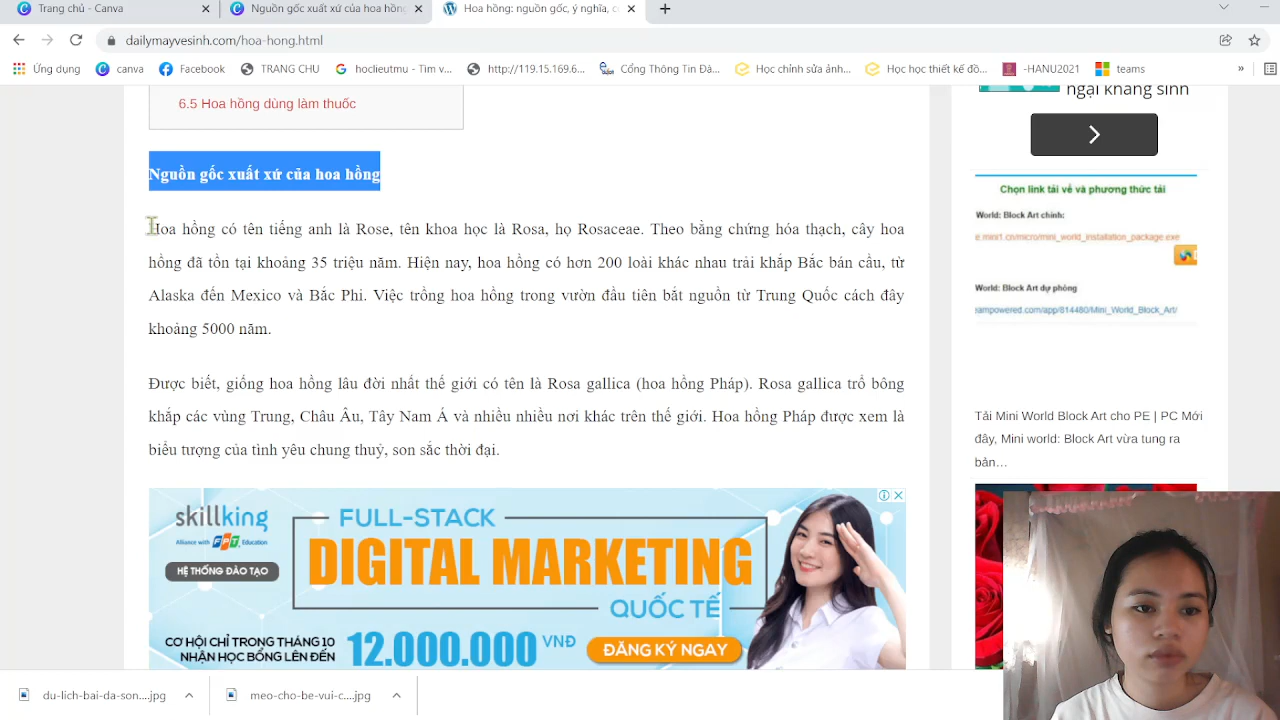 Trang chủ - Canva
Nguồn gốc xuất xứ của hoa hồng
Hoa hồng: nguồn gốc, ý nghĩa, c
dailymayvesinh.com/hoa-hong.html
Ứng dụng
canva
Facebook
TRANG CHU
hoclieutmu - Tìm v...
http://119.15.169.6...
Cổng Thông Tin Đà...
Học chỉnh sửa ảnh...
Học học thiết kế đồ...
-HANU2021
teams
»
6.5 Hoa hồng dùng làm thuốc
Nguồn gốc xuất xứ của hoa hồng
Hoa hồng có tên tiếng anh là Rose, tên khoa học là Rosa, họ Rosaceae. Theo bằng chứng hóa thạch, cây hoa
hồng đã tồn tại khoảng 35 triệu năm. Hiện nay, hoa hồng có hơn 200 loài khác nhau trải khắp Bắc bán cầu, từ
Alaska đến Mexico và Bắc Phi. Việc trồng hoa hồng trong vườn đầu tiên bắt nguồn từ Trung Quốc cách đây
khoảng 5000 năm.
Được biết, giống hoa hồng lâu đời nhất thế giới có tên là Rosa gallica (hoa hồng Pháp). Rosa gallica trổ bông
khắp các vùng Trung, Châu Âu, Tây Nam Á và nhiều nhiều nơi khác trên thế giới. Hoa hồng Pháp được xem là
biểu tượng của tình yêu chung thuỷ, son sắc thời đại.
skillking
Alliance with FPT Education
HỆ THỐNG ĐÀO TẠO
FULL-STACK
DIGITAL MARKETING
QUỐC TẾ
CƠ HỘI CHỈ TRONG THÁNG 10
NHẬN HỌC BỔNG LÊN ĐẾN
12.000.000 VNĐ
ĐĂNG KÝ NGAY
ngại kháng sinh
Chọn link tải về và phương thức tải
World: Block Art chính:
e.mini1.cn/micro/mini_world_installation_package.exe
World: Block Art dự phòng
eampowered.com/app/814480/Mini_World_Block_Art/
Tải Mini World Block Art cho PE | PC Mới
đây, Mini world: Block Art vừa tung ra
bản…
du-lich-bai-da-son....jpg
meo-cho-be-vui-c....jpg